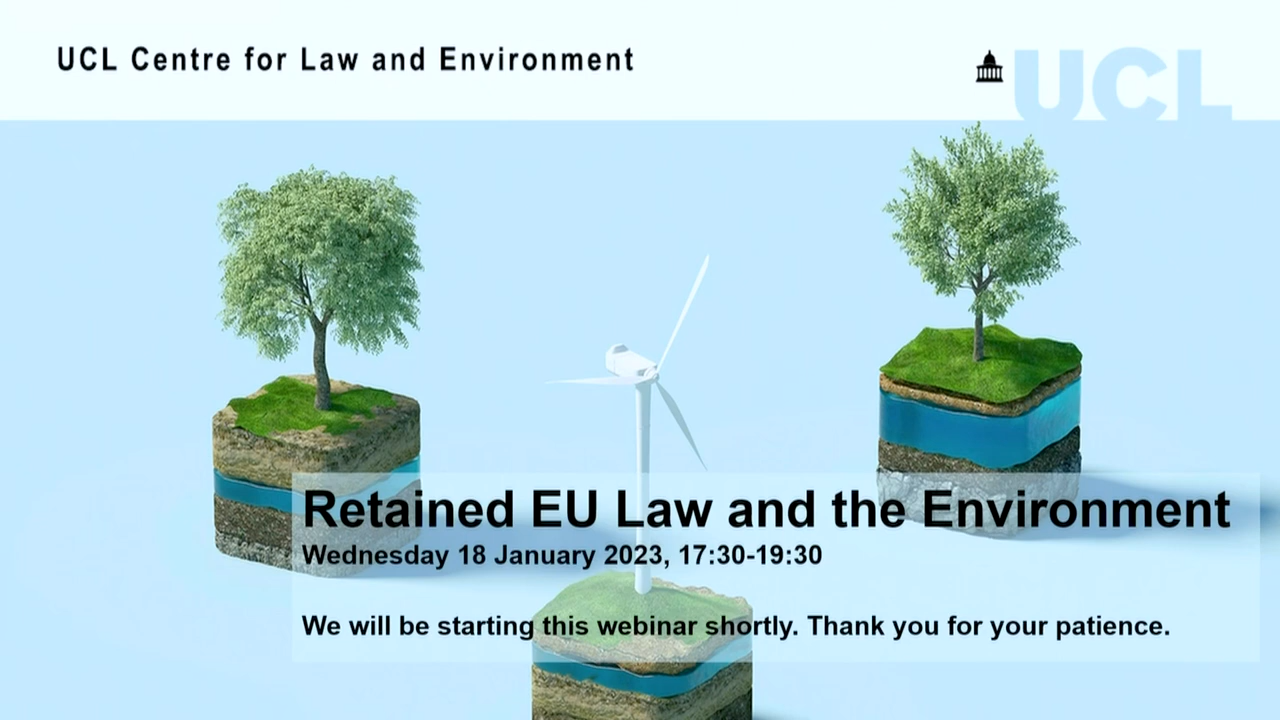 UCL Centre for Law and Environment
UCL
Retained EU Law and the Environment
Wednesday 18 January 2023, 17:30-19:30
We will be starting this webinar shortly. Thank you for your patience.